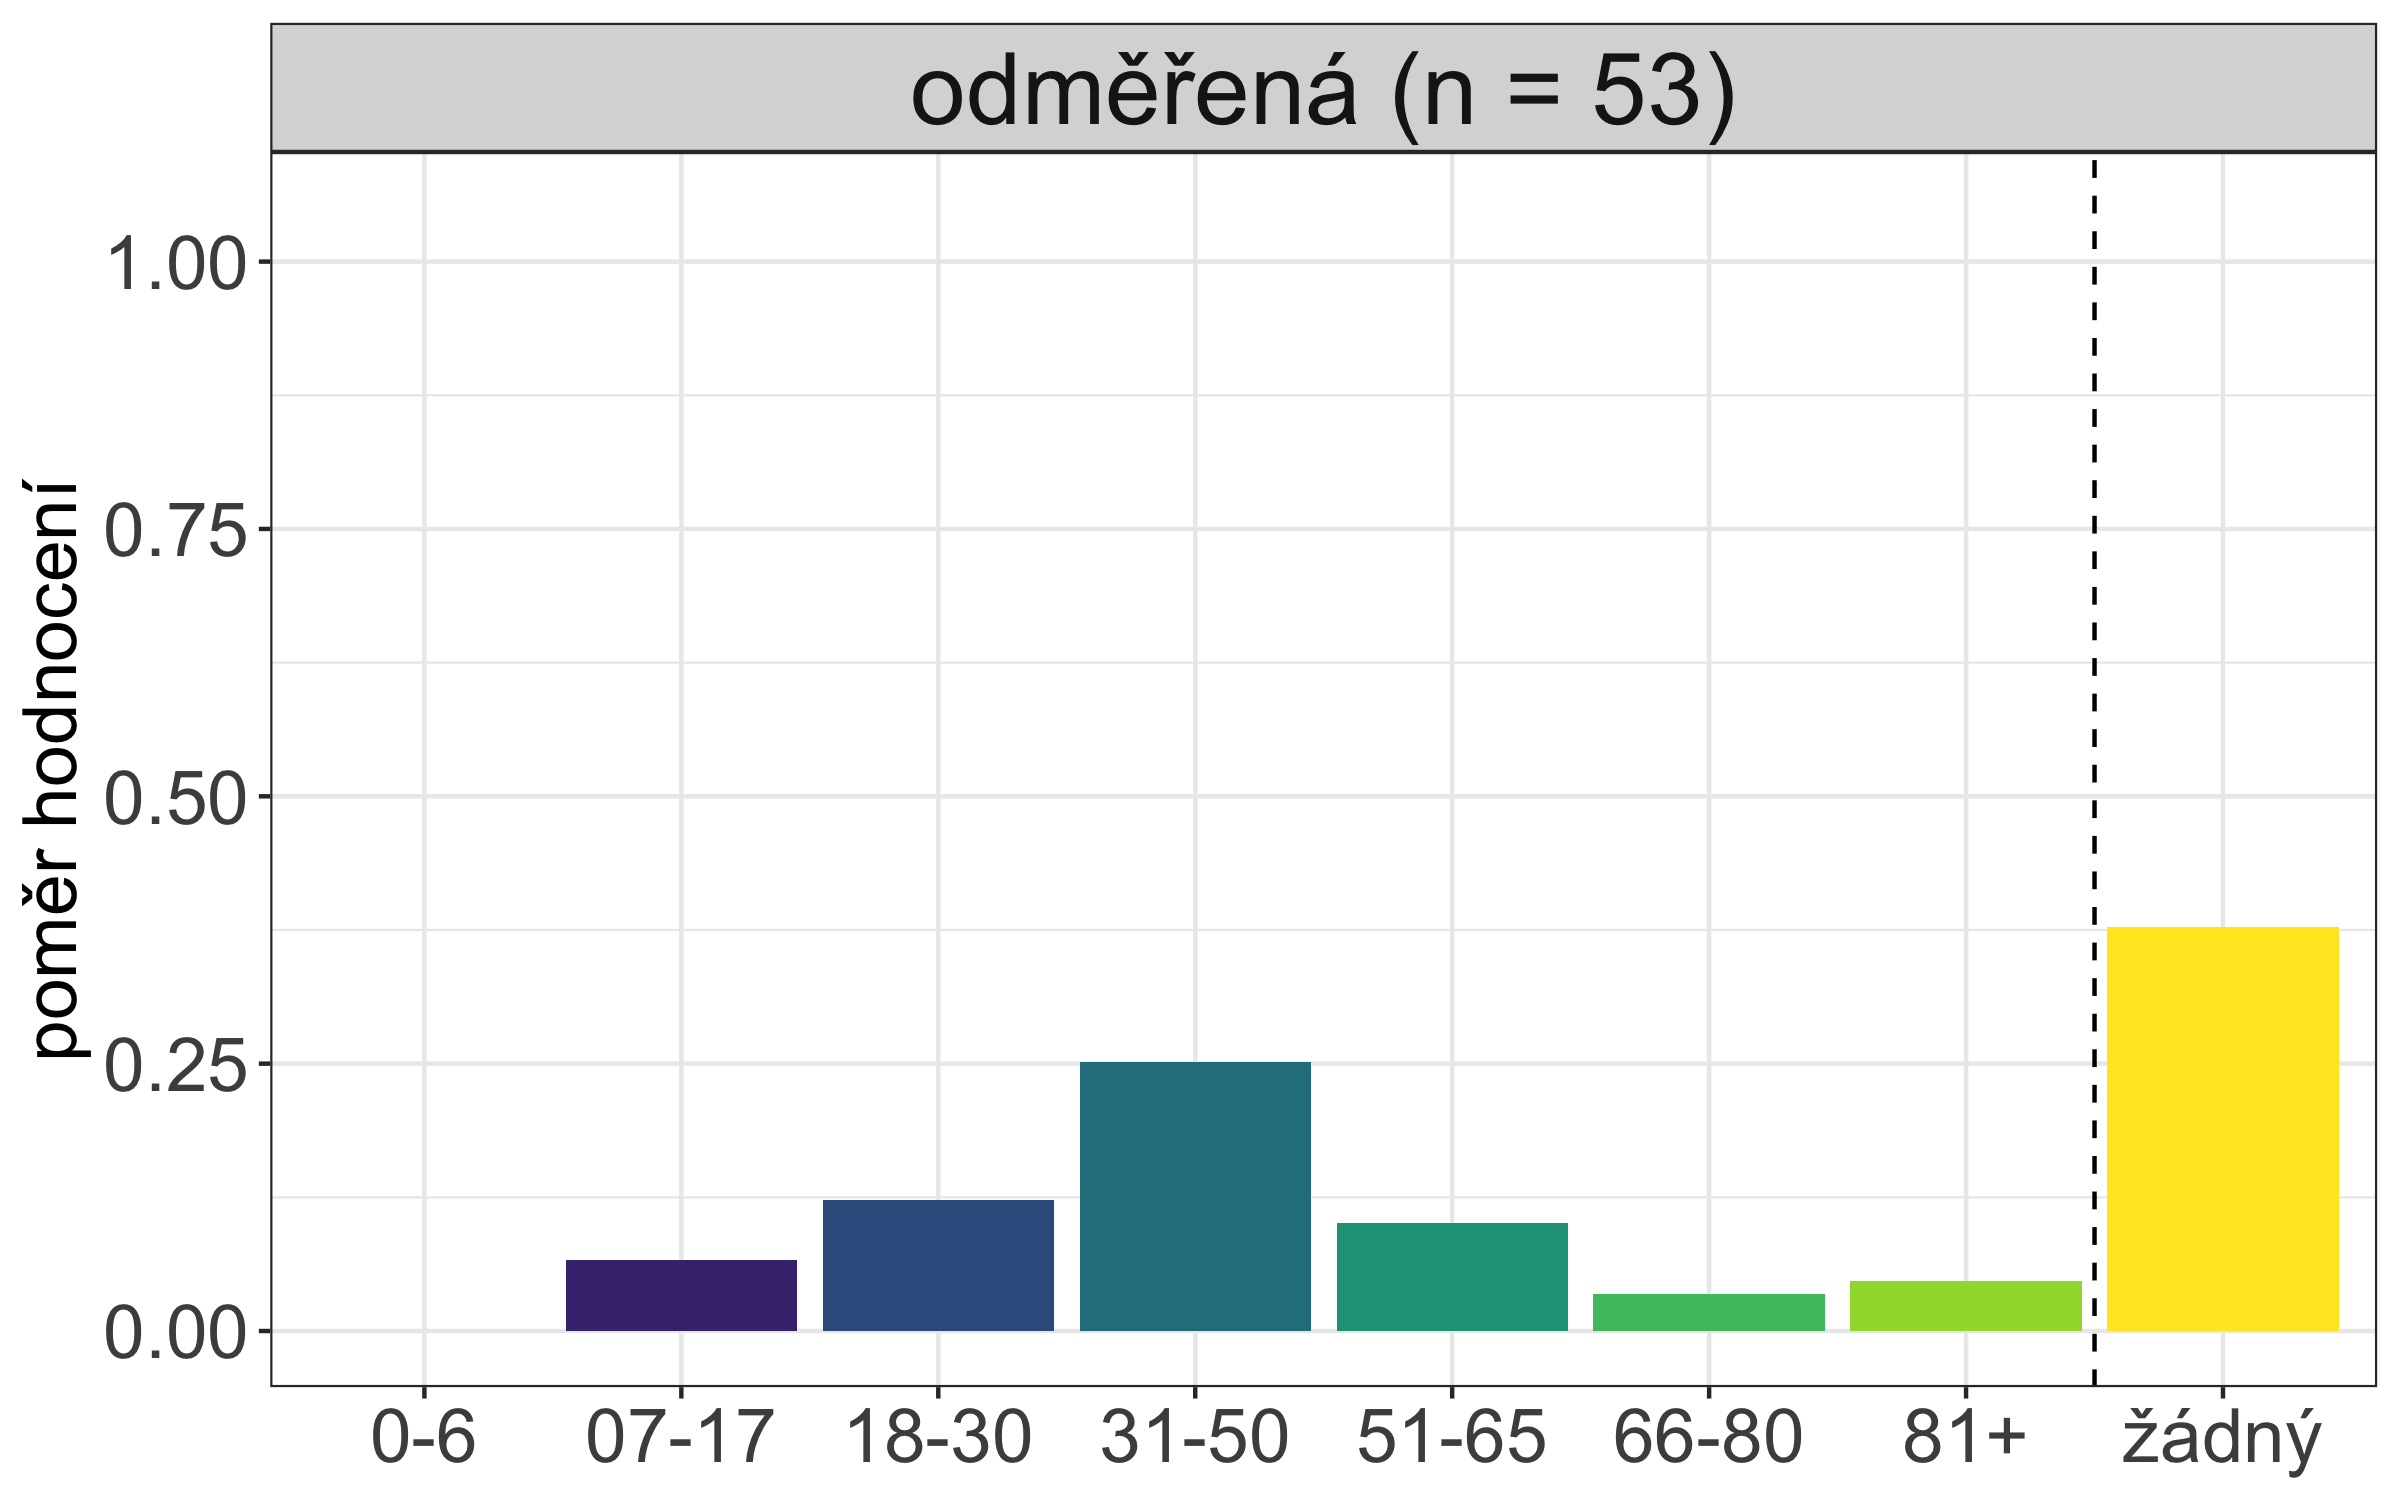 odměřená (n = 53)
poměr hodnocení
1.00
0.75
0.50
0.25
0.00
0-6 07-17 18-30 31-50 51-65 66-80 81+ žádný